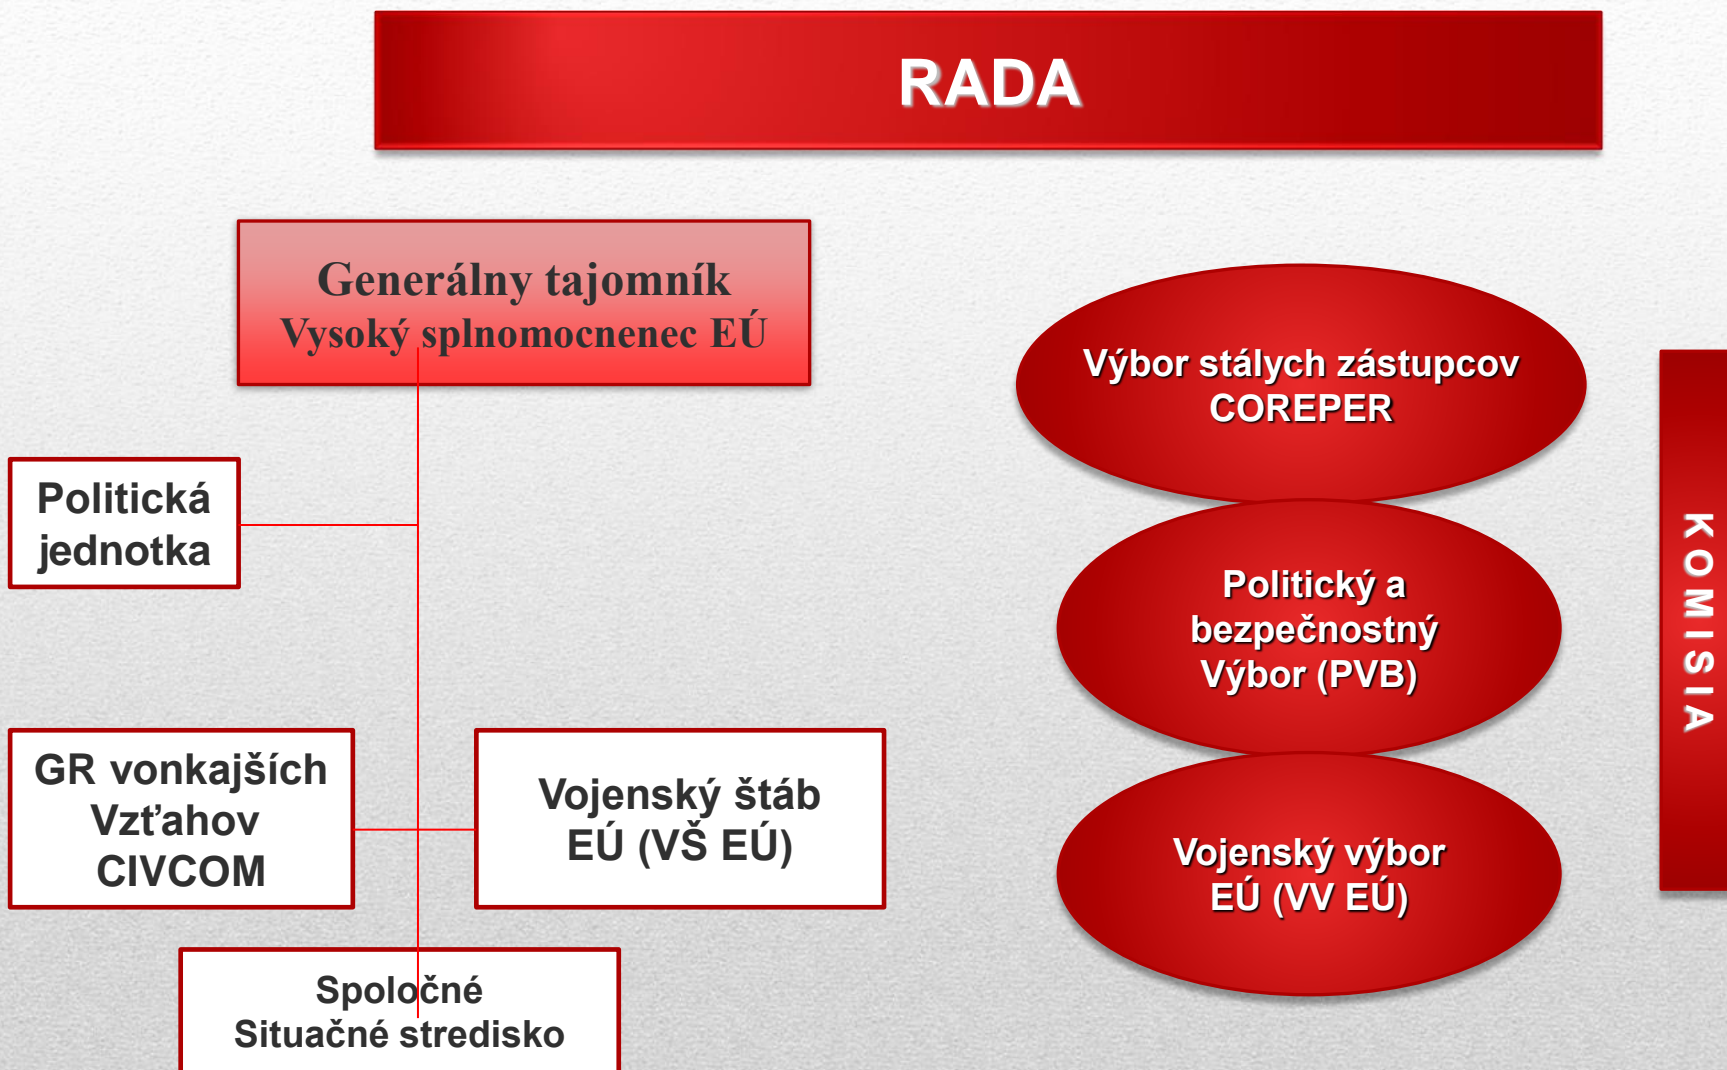 RADA
Generálny tajomník
Vysoký splnomocnenec EÚ
Výbor stálych zástupcov
COREPER
Politická
jednotka
Politický a
bezpečnostný
Výbor (PVB)
KOMISIA
GR vonkajších
Vzťahov
CIVCOM
Vojenský štáb
EÚ (VŠ EÚ)
Vojenský výbor
EÚ (VV EÚ)
Spoločné
Situačné stredisko